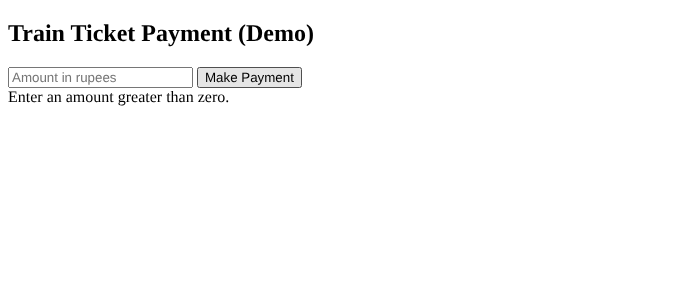 Train Ticket Payment (Demo)
Amount in rupees Make Payment
Enter an amount greater than zero.